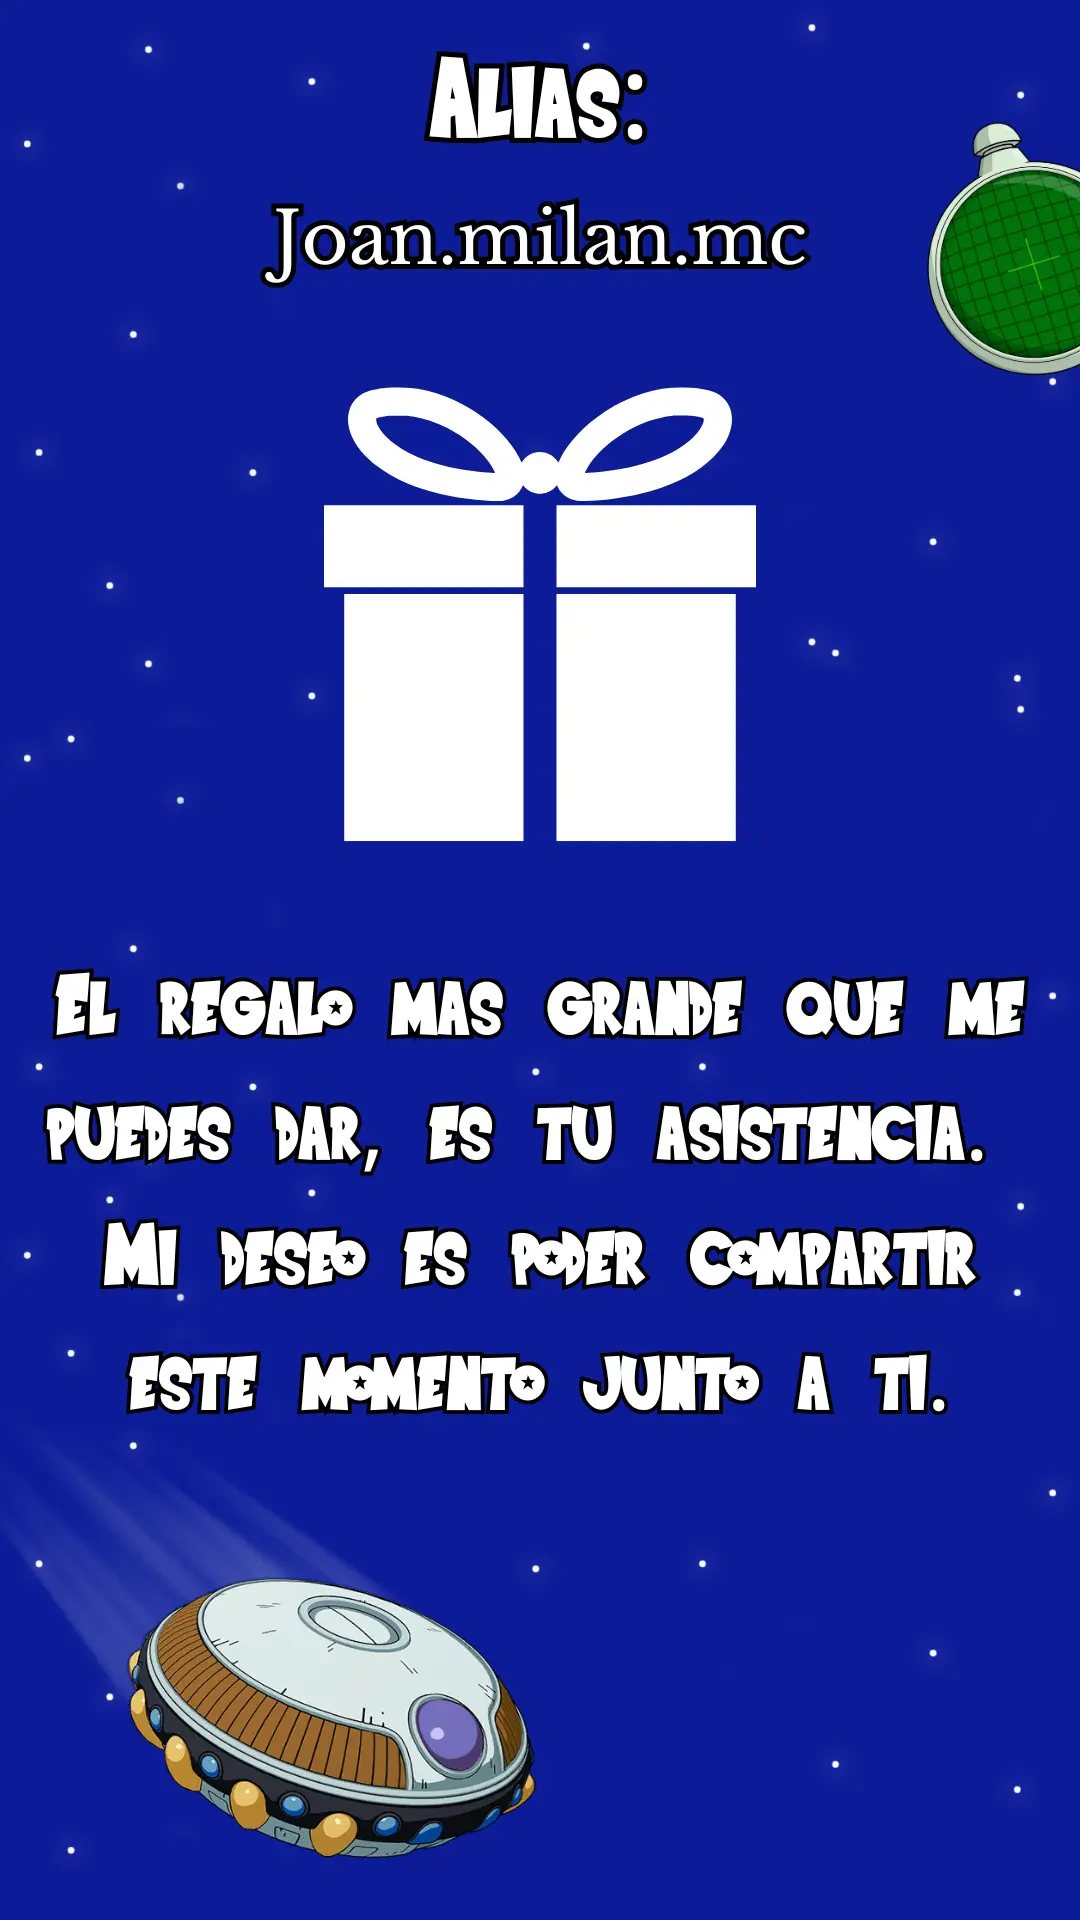 Alias:
Joan.milan.mc
El regalo mas grande que me
puedes dar, es tu asistencia.
Mi deseo es poder compartir
este momento junto a ti.